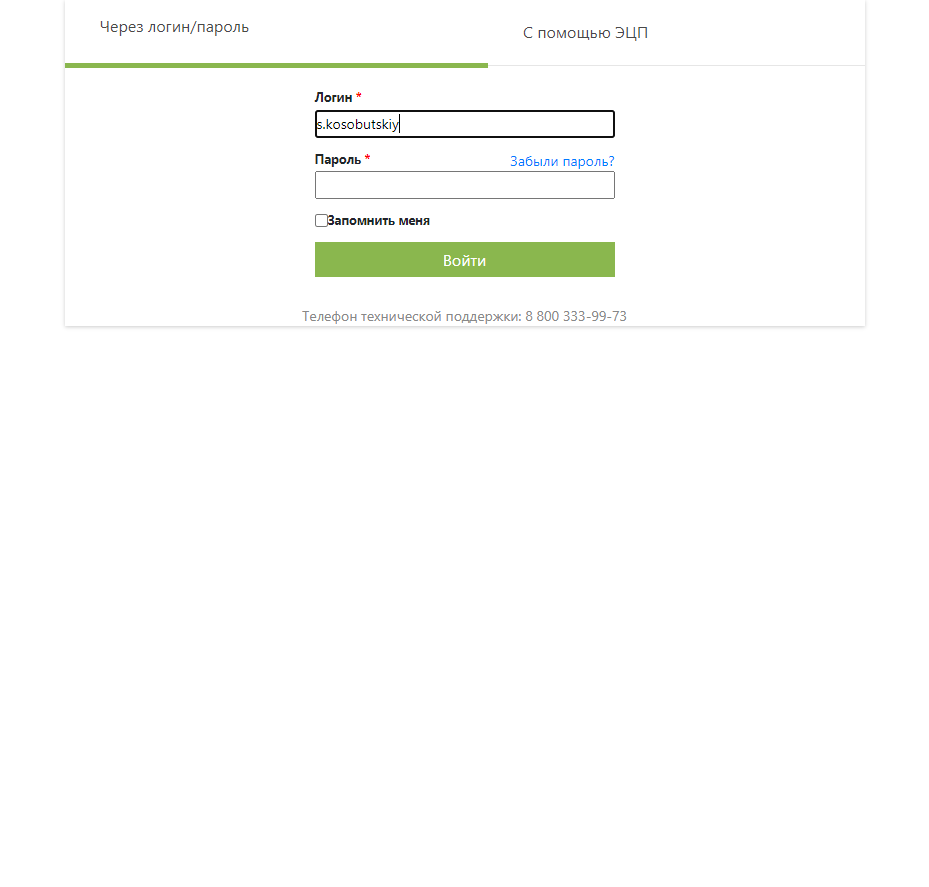 Через логин/пароль
С помощью ЭЦП
Логин *
s.kosobutskiy
Пароль *
Забыли пароль?
Запомнить меня
Войти
Телефон технической поддержки: 8 800 333-99-73